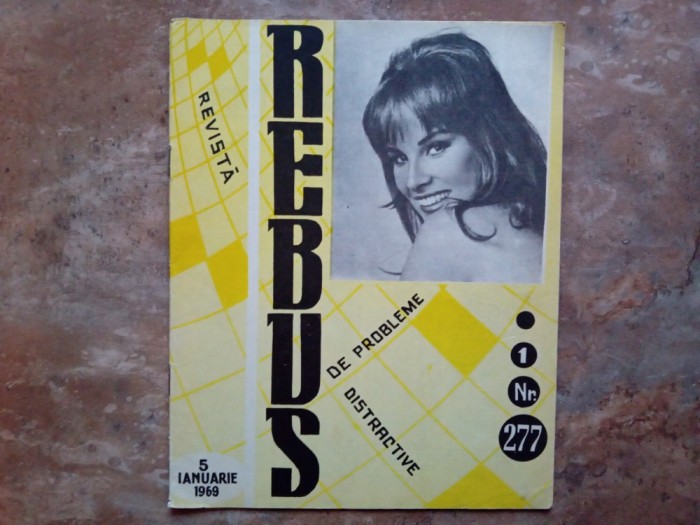 REVISTĂ
REBUS
DE PROBLEME
DISTRACTIVE
1
Nr.
277
5
IANUARIE
1969